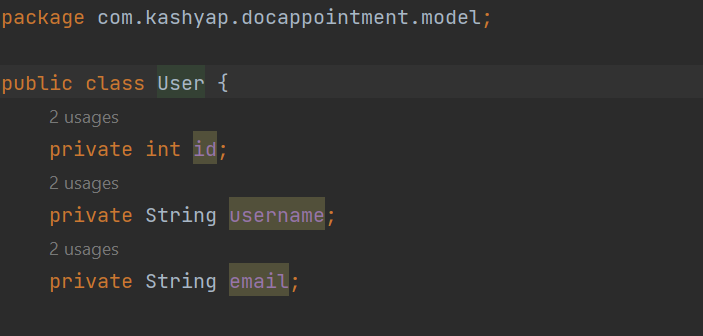 package com.kashyap.docappointment.model;
public class User {
2 usages
private int id;
2 usages
private String username;
2 usages
private String email;